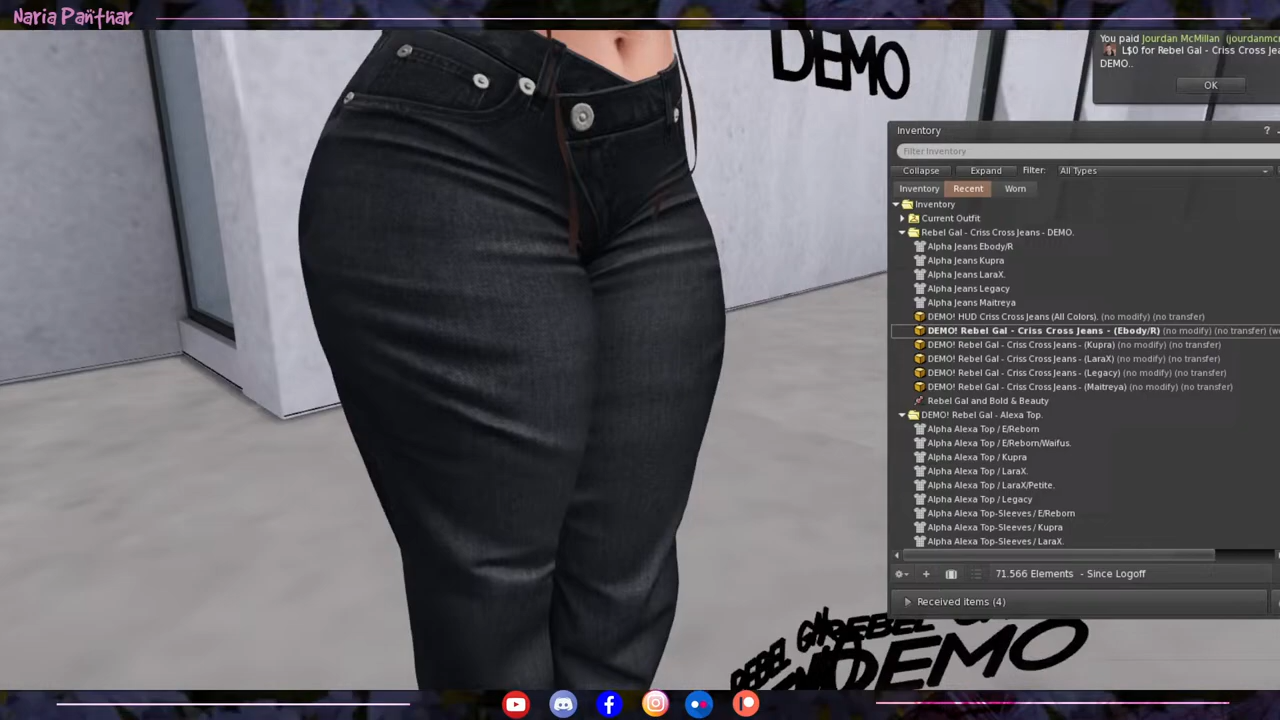 Naria Panthar
DEMO
You paid Jourdan McMillan (jourdanmc
L$0 for Rebel Gal - Criss Cross Jea
DEMO..
OK
Inventory
?
Filter Inventory
Collapse Expand Filter: All Types
Inventory Recent Worn
Inventory
Current Outfit
Rebel Gal - Criss Cross Jeans - DEMO.
Alpha Jeans Ebody/R
Alpha Jeans Kupra
Alpha Jeans LaraX.
Alpha Jeans Legacy
Alpha Jeans Maitreya
DEMO! HUD Criss Cross Jeans (All Colors). (no modify) (no transfer)
DEMO! Rebel Gal - Criss Cross Jeans - (Ebody/R) (no modify) (no transfer) (w
DEMO! Rebel Gal - Criss Cross Jeans - (Kupra) (no modify) (no transfer)
DEMO! Rebel Gal - Criss Cross Jeans - (LaraX) (no modify) (no transfer)
DEMO! Rebel Gal - Criss Cross Jeans - (Legacy) (no modify) (no transfer)
DEMO! Rebel Gal - Criss Cross Jeans - (Maitreya) (no modify) (no transfer)
Rebel Gal and Bold & Beauty
DEMO! Rebel Gal - Alexa Top.
Alpha Alexa Top / E/Reborn
Alpha Alexa Top / E/Reborn/Waifus.
Alpha Alexa Top / Kupra
Alpha Alexa Top / LaraX.
Alpha Alexa Top / LaraX/Petite.
Alpha Alexa Top / Legacy
Alpha Alexa Top-Sleeves / E/Reborn
Alpha Alexa Top-Sleeves / Kupra
Alpha Alexa Top-Sleeves / LaraX.
71.566 Elements - Since Logoff
Received items (4)
REBEL
REBEL
DEMO